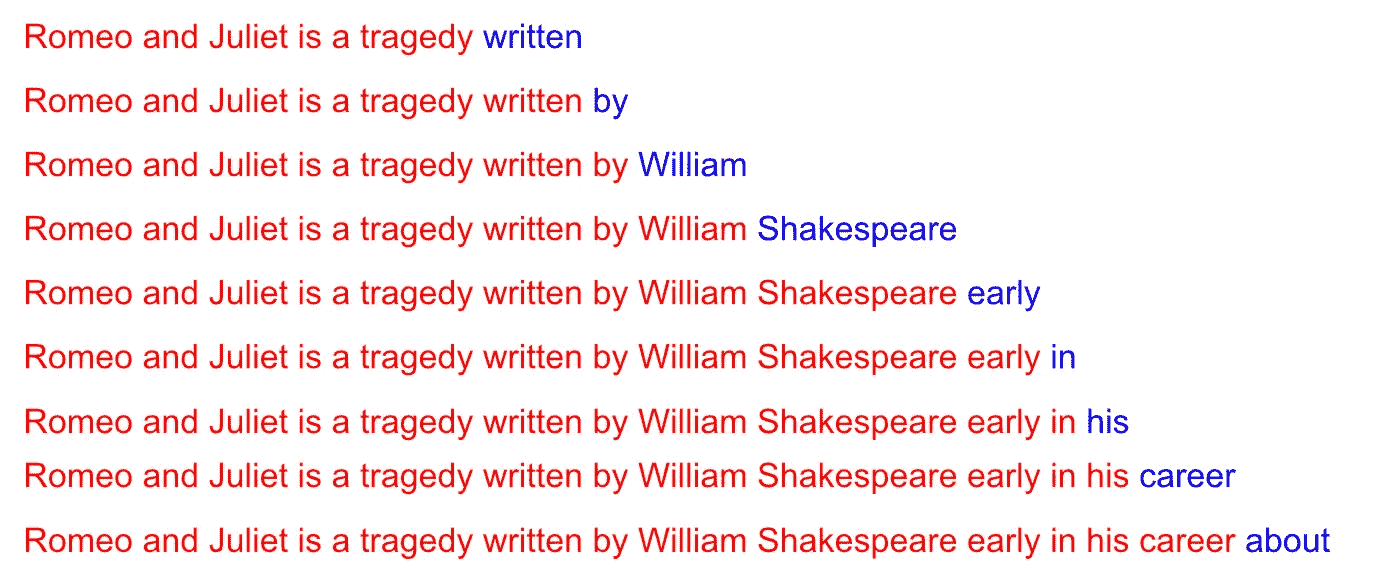 Romeo and Juliet is a tragedy written
Romeo and Juliet is a tragedy written by
Romeo and Juliet is a tragedy written by William
Romeo and Juliet is a tragedy written by William Shakespeare
Romeo and Juliet is a tragedy written by William Shakespeare early
Romeo and Juliet is a tragedy written by William Shakespeare early in
Romeo and Juliet is a tragedy written by William Shakespeare early in his
Romeo and Juliet is a tragedy written by William Shakespeare early in his career
Romeo and Juliet is a tragedy written by William Shakespeare early in his career about